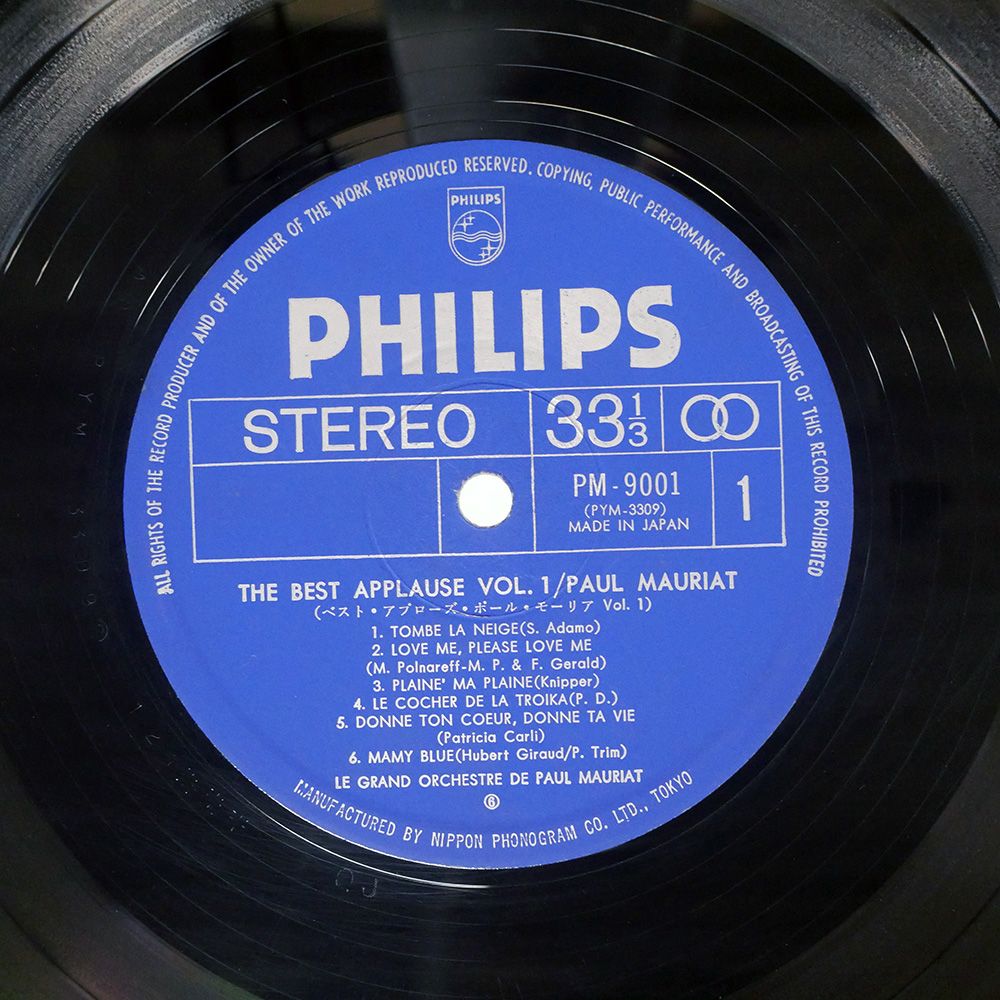 ALL RIGHTS OF THE RECORD PRODUCER AND OF THE OWNER OF THE WORK REPRODUCED RESERVED. COPYING, PUBLIC PERFORMANCE AND BROADCASTING OF THIS RECORD PROHIBITED
PHILIPS
PHILIPS
STEREO 33 1/3
PM-9001
(PYM-3309)
MADE IN JAPAN
1
THE BEST APPLAUSE VOL. 1/PAUL MAURIAT
(ベスト・アプローズ・ポール・モーリア Vol. 1)
1. TOMBE LA NEIGE(S. Adamo)
2. LOVE ME, PLEASE LOVE ME
(M. Polnareff-M. P. & F. Gerald)
3. PLAINE' MA PLAINE(Knipper)
4. LE COCHER DE LA TROIKA(P. D.)
5. DONNE TON COEUR, DONNE TA VIE
(Patricia Carli)
6. MAMY BLUE(Hubert Giraud/P. Trim)
LE GRAND ORCHESTRE DE PAUL MAURIAT
⑥
MANUFACTURED BY NIPPON PHONOGRAM CO. LTD., TOKYO